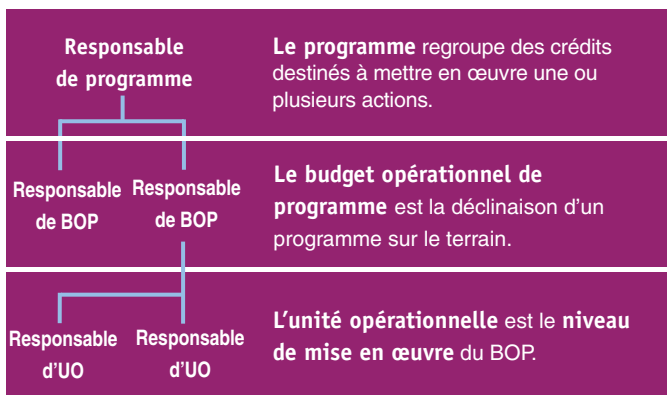 Responsable
de programme
Le programme regroupe des crédits
destinés à mettre en œuvre une ou
plusieurs actions.
Responsable
de BOP
Responsable
de BOP
Le budget opérationnel de
programme est la déclinaison d’un
programme sur le terrain.
Responsable
d’UO
Responsable
d’UO
L’unité opérationnelle est le niveau
de mise en œuvre du BOP.